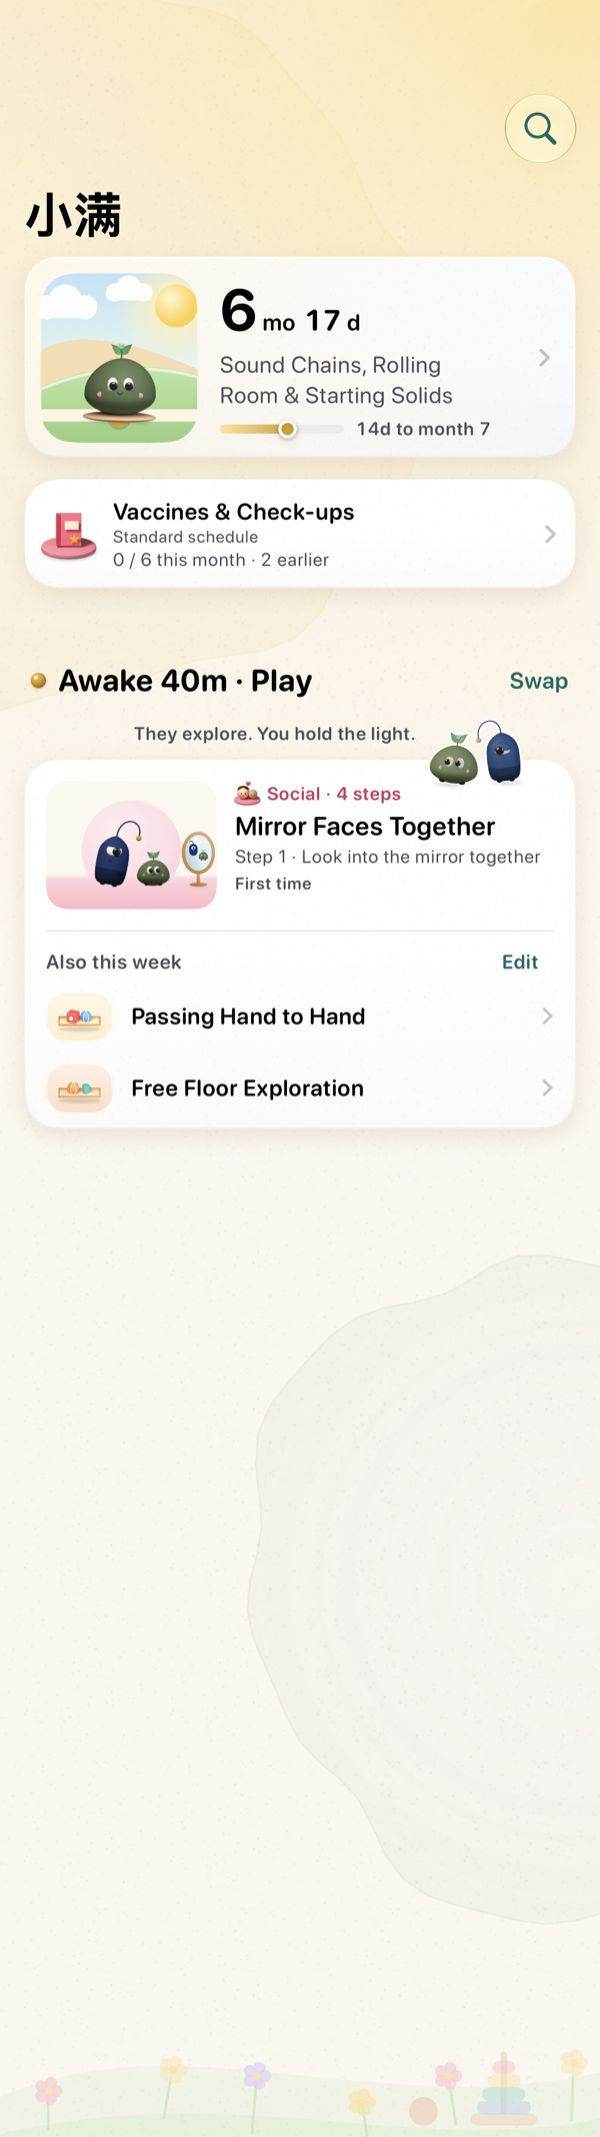 小满
6 mo 17 d
Sound Chains, Rolling
Room & Starting Solids
14d to month 7
Vaccines & Check-ups
Standard schedule
0 / 6 this month · 2 earlier
Awake 40m · Play
Swap
They explore. You hold the light.
Social · 4 steps
Mirror Faces Together
Step 1 · Look into the mirror together
First time
Also this week
Edit
Passing Hand to Hand
Free Floor Exploration